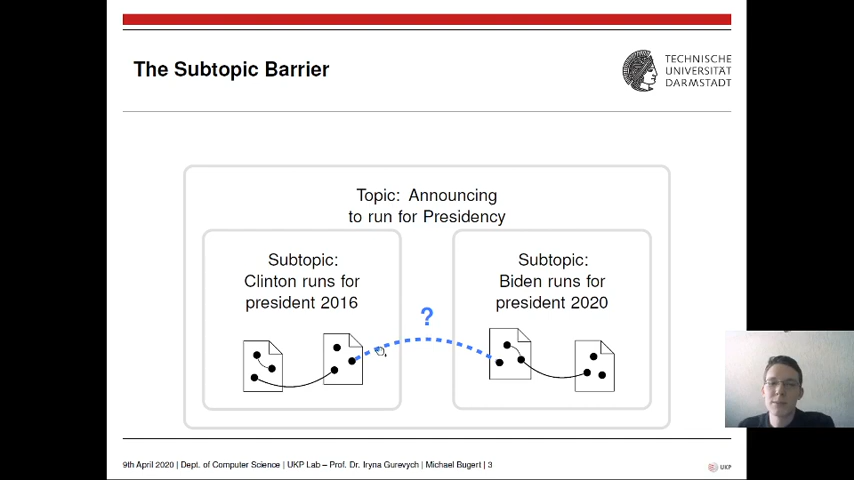 The Subtopic Barrier
TECHNISCHE
UNIVERSITÄT
DARMSTADT
Topic: Announcing
to run for Presidency
Subtopic:
Clinton runs for
president 2016
?
Subtopic:
Biden runs for
president 2020
9th April 2020 | Dept. of Computer Science | UKP Lab – Prof. Dr. Iryna Gurevych | Michael Bugert | 3
UKP